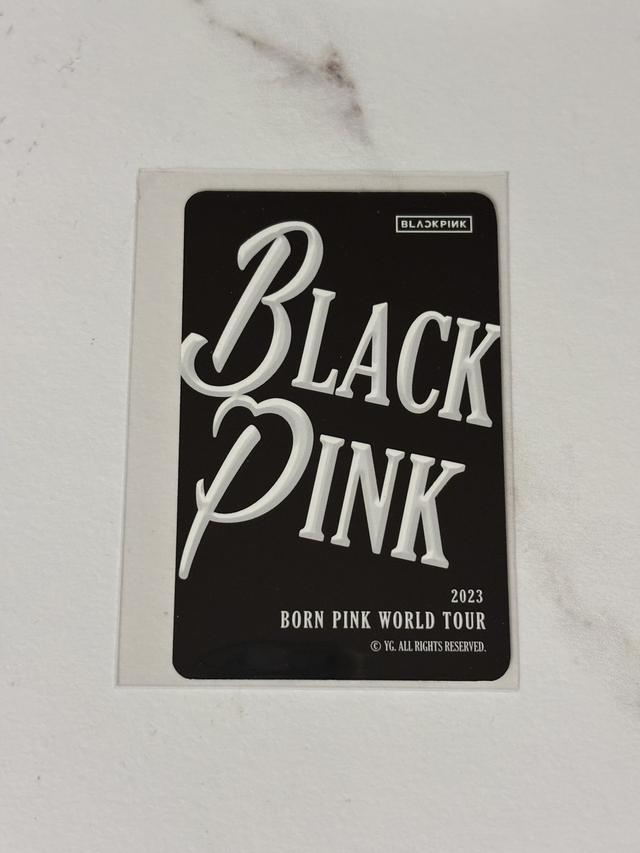 BLACKPINK
BLACK
PINK
2023
BORN PINK WORLD TOUR
© YG. ALL RIGHTS RESERVED.